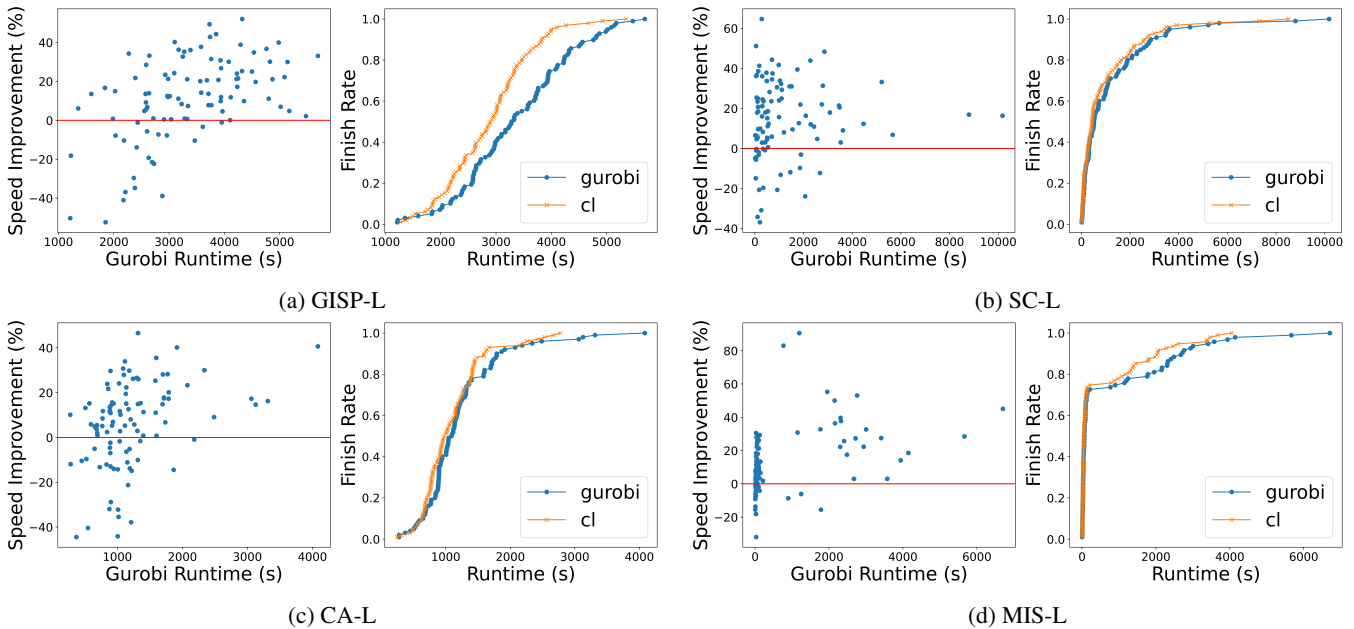 Speed Improvement (%)
40
20
0
−20
−40
1000 2000 3000 4000 5000
Gurobi Runtime (s)
Finish Rate
1.0
0.8
0.6
0.4
0.2
0.0
1000 2000 3000 4000 5000
Runtime (s)
gurobi
cl
(a) GISP-L
Speed Improvement (%)
60
40
20
0
−20
−40
0 2000 4000 6000 8000 10000
Gurobi Runtime (s)
Finish Rate
1.0
0.8
0.6
0.4
0.2
0.0
0 2000 4000 6000 8000 10000
Runtime (s)
gurobi
cl
(b) SC-L
Speed Improvement (%)
40
20
0
−20
−40
1000 2000 3000 4000
Gurobi Runtime (s)
Finish Rate
1.0
0.8
0.6
0.4
0.2
0.0
1000 2000 3000 4000
Runtime (s)
gurobi
cl
(c) CA-L
Speed Improvement (%)
80
60
40
20
0
−20
0 2000 4000 6000
Gurobi Runtime (s)
Finish Rate
1.0
0.8
0.6
0.4
0.2
0.0
0 2000 4000 6000
Runtime (s)
gurobi
cl
(d) MIS-L